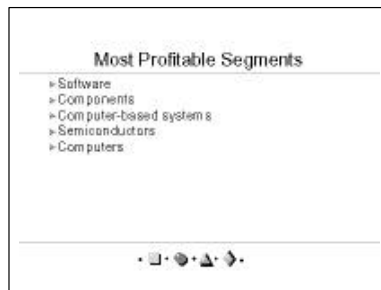 Most Profitable Segments
Software
Components
Computer-based systems
Semiconductors
Computers